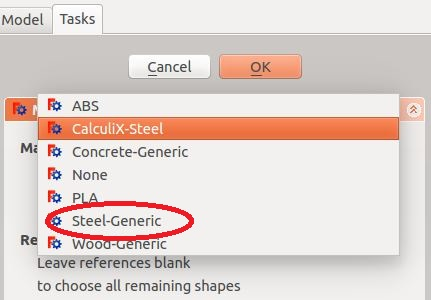 Model Tasks
Cancel OK
ABS
CalculiX-Steel
Concrete-Generic
None
PLA
Steel-Generic
Wood-Generic
Leave references blank
to choose all remaining shapes